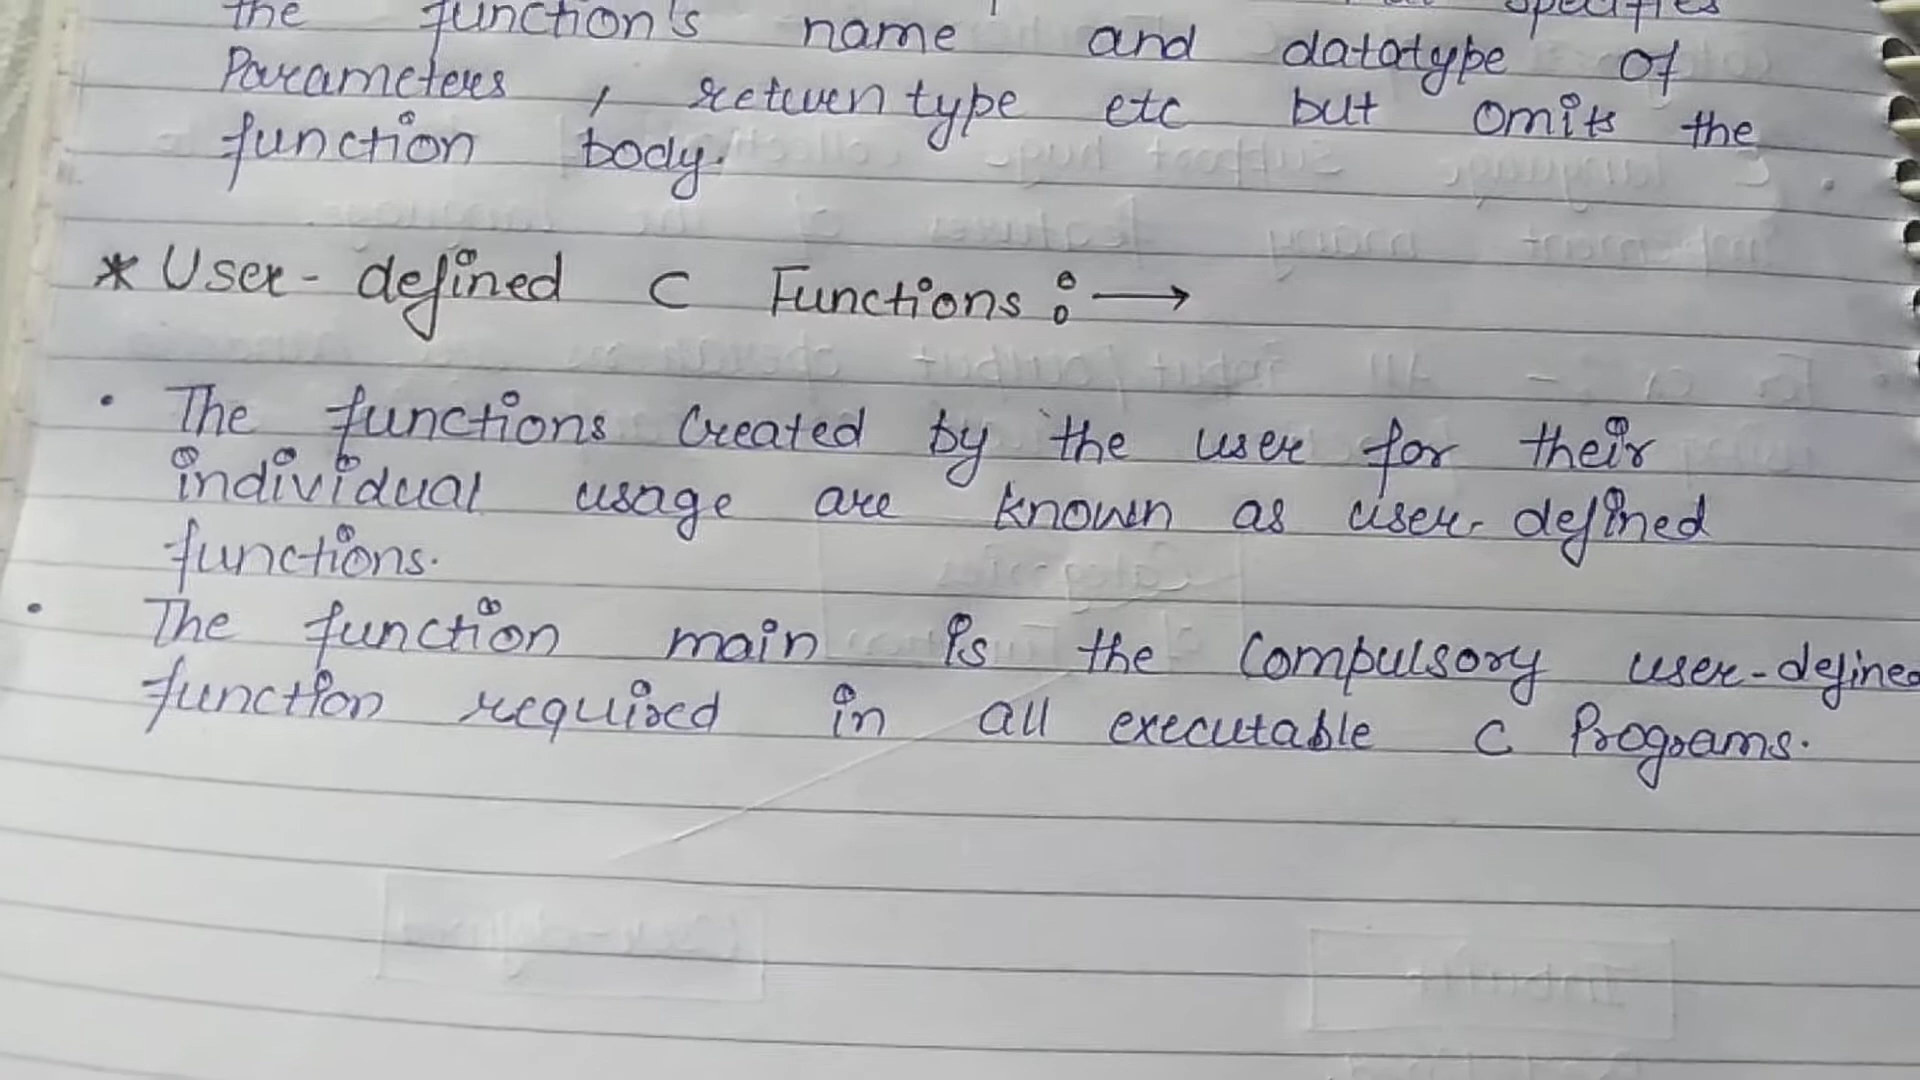 the function's name and datatype of specifies
Parameters , return type etc but omits the
function body.
* User-defined C Functions :→
• The functions Created by the user for their
individual usage are known as user-defined
functions.
• The function main is the Compulsory user-defined
function required in all executable C Programs.